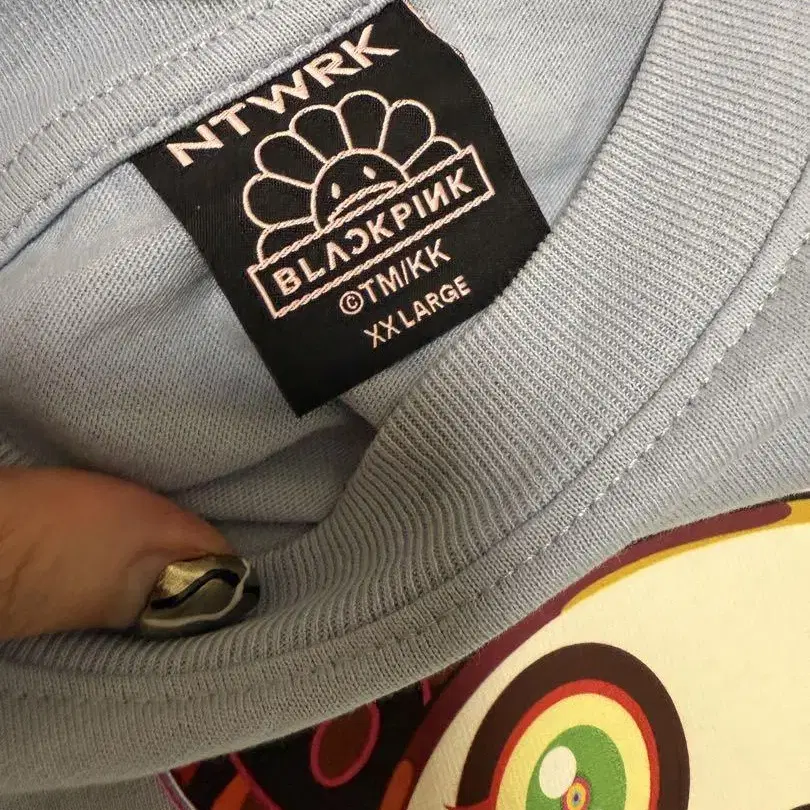 NTWRK
BLACKPINK
©TM/KK
XX LARGE